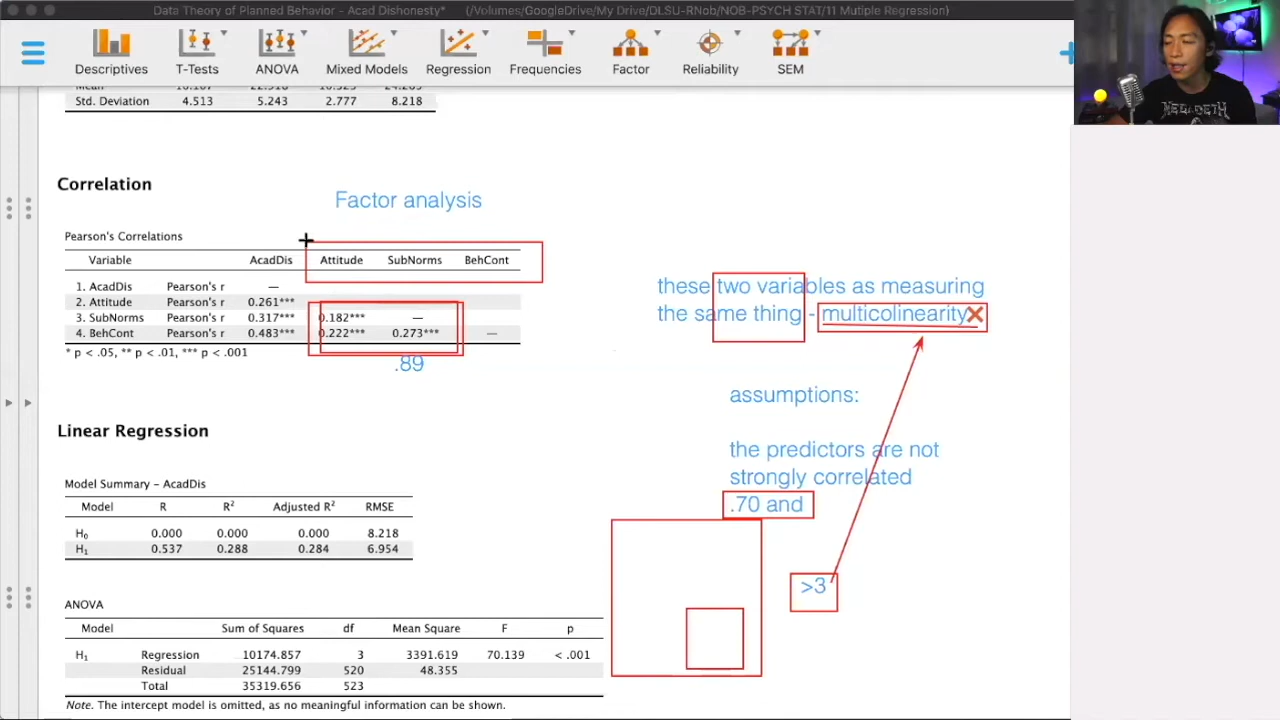 Data Theory of Planned Behavior - Acad Dishonesty* (/Volumes/GoogleDrive/My Drive/DLSU-RNob/NOB-PSYCH STAT/11 Mutiple Regression)
Descriptives T-Tests ANOVA Mixed Models Regression Frequencies Factor Reliability SEM
MEGADETH
Std. Deviation 4.513 5.243 2.777 8.218
Correlation
Factor analysis
Pearson's Correlations
Variable AcadDis Attitude SubNorms BehCont
1. AcadDis Pearson's r —
2. Attitude Pearson's r 0.261***
3. SubNorms Pearson's r 0.317*** 0.182*** —
4. BehCont Pearson's r 0.483*** 0.222*** 0.273*** —
* p < .05, ** p < .01, *** p < .001
.89
these two variables as measuring
the same thing - multicolinearity
assumptions:
the predictors are not
strongly correlated
.70 and
>3
Linear Regression
Model Summary - AcadDis
Model R R² Adjusted R² RMSE
H₀ 0.000 0.000 0.000 8.218
H₁ 0.537 0.288 0.284 6.954
ANOVA
Model Sum of Squares df Mean Square F p
H₁ Regression 10174.857 3 3391.619 70.139 < .001
Residual 25144.799 520 48.355
Total 35319.656 523
Note. The intercept model is omitted, as no meaningful information can be shown.